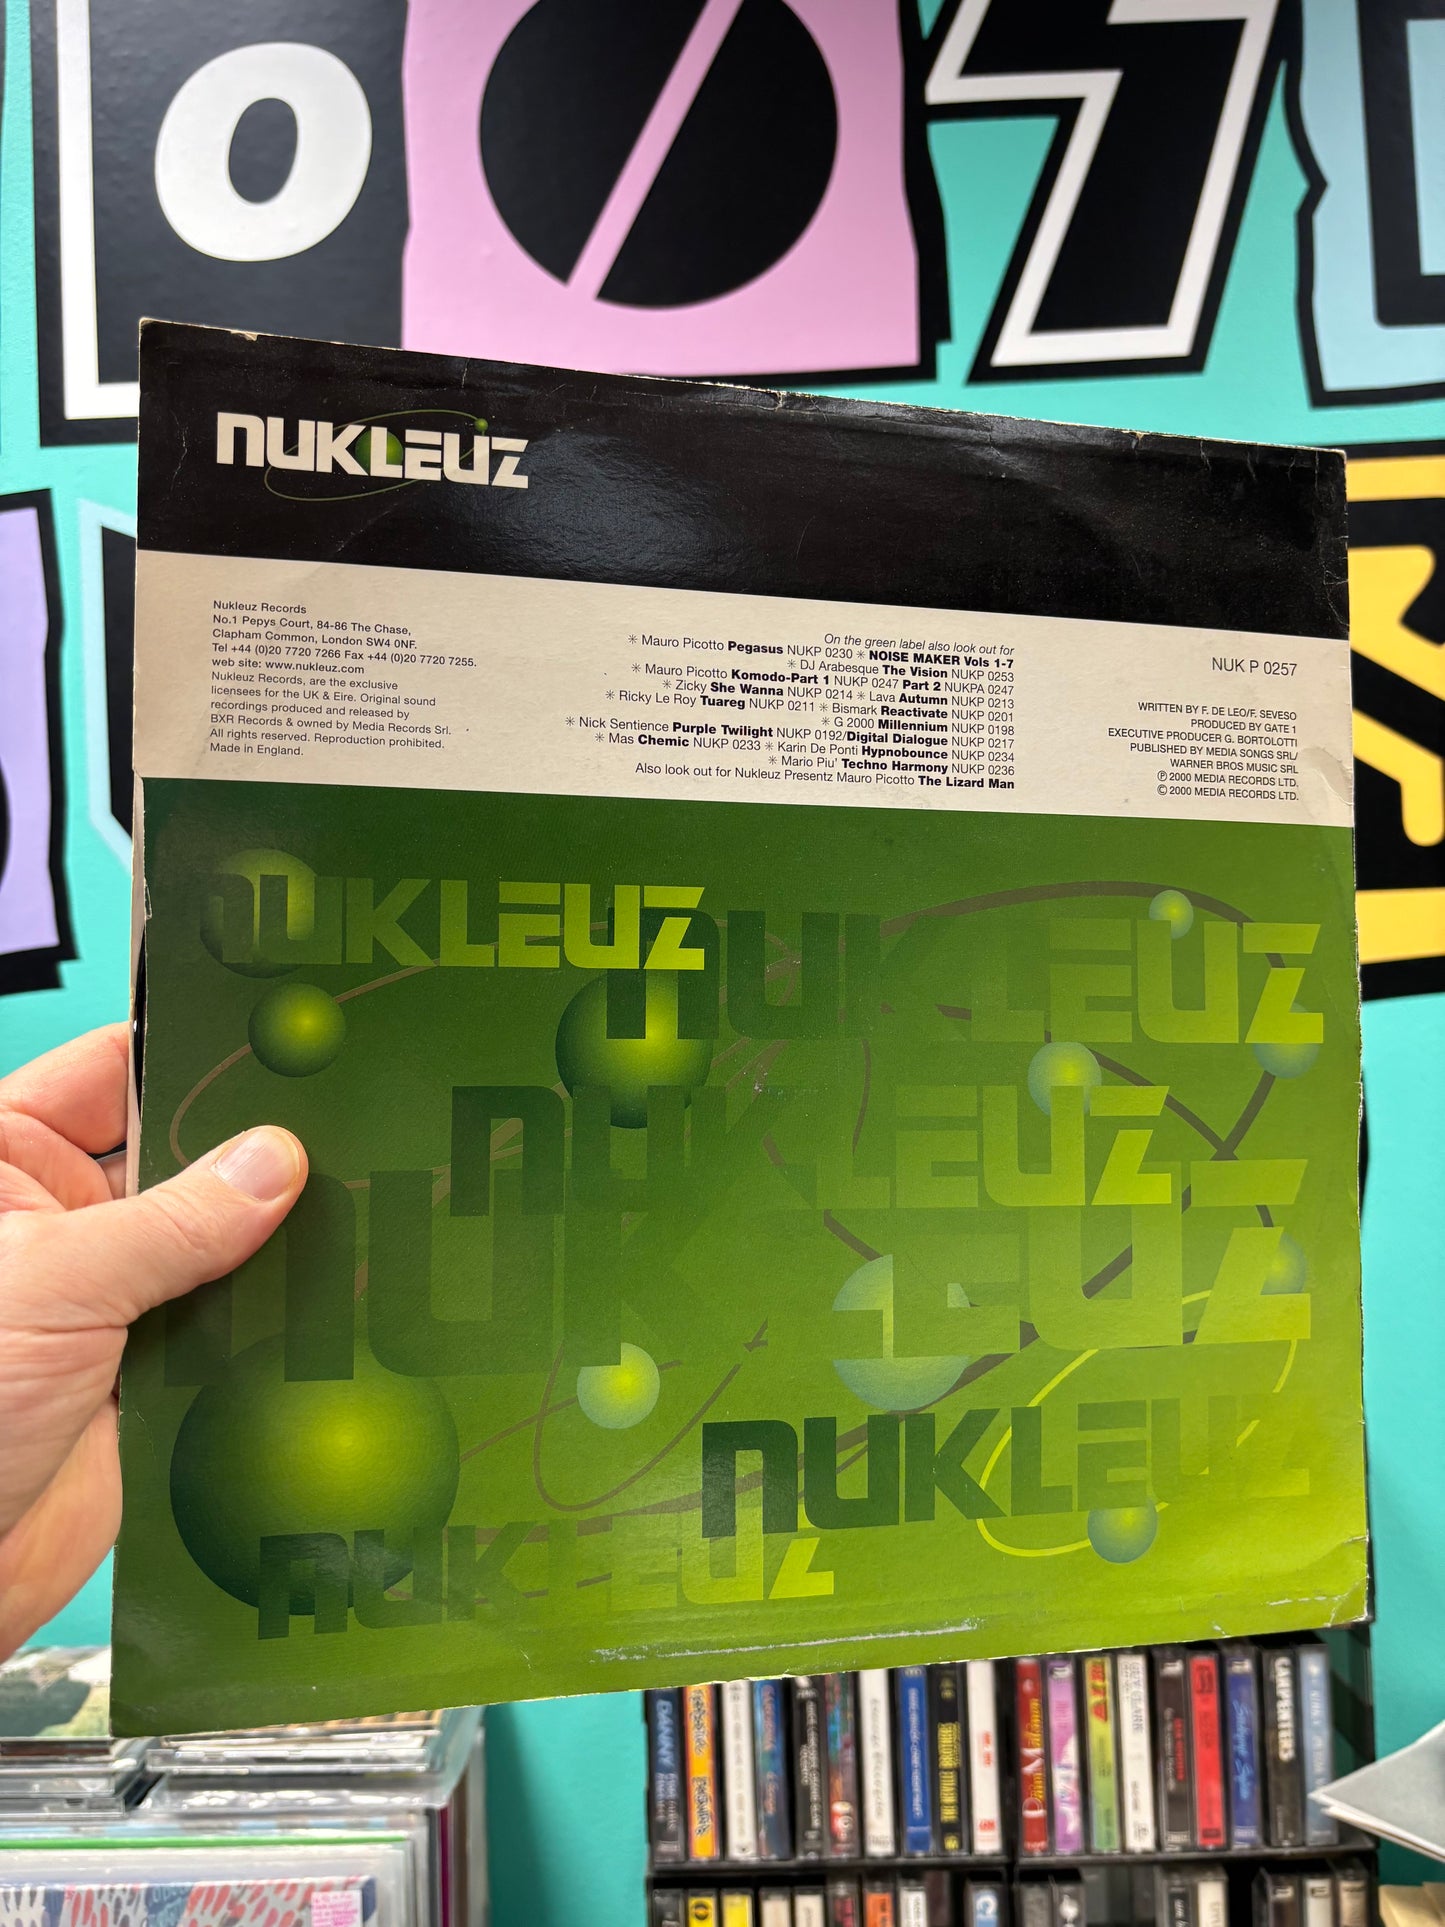 NUKLEUZ
Nukleuz Records
No.1 Pepys Court, 84-86 The Chase,
Clapham Common, London SW4 0NF.
Tel +44 (0)20 7720 7266 Fax +44 (0)20 7720 7255.
web site: www.nukleuz.com
Nukleuz Records, are the exclusive
licensees for the UK & Eire. Original sound
recordings produced and released by
BXR Records & owned by Media Records Srl.
All rights reserved. Reproduction prohibited.
Made in England.
On the green label also look out for
✳ Mauro Picotto Pegasus NUKP 0230 ✳ NOISE MAKER Vols 1-7
✳ DJ Arabesque The Vision NUKP 0253
✳ Mauro Picotto Komodo-Part 1 NUKP 0247 Part 2 NUKPA 0247
✳ Zicky She Wanna NUKP 0214 ✳ Lava Autumn NUKP 0213
✳ Ricky Le Roy Tuareg NUKP 0211 ✳ Bismark Reactivate NUKP 0201
✳ G 2000 Millennium NUKP 0198
✳ Nick Sentience Purple Twilight NUKP 0192/Digital Dialogue NUKP 0217
✳ Mas Chemic NUKP 0233 ✳ Karin De Ponti Hypnobounce NUKP 0234
✳ Mario Piu' Techno Harmony NUKP 0236
Also look out for Nukleuz Presentz Mauro Picotto The Lizard Man
NUK P 0257
WRITTEN BY F. DE LEO/F. SEVESO
PRODUCED BY GATE 1
EXECUTIVE PRODUCER G. BORTOLOTTI
PUBLISHED BY MEDIA SONGS SRL/
WARNER BROS MUSIC SRL
Ⓟ 2000 MEDIA RECORDS LTD.
© 2000 MEDIA RECORDS LTD.
NUKLEUZ
NUKLEUZ
NUKLEUZ
NUKLEUZ
NUKLEUZ
NUKLEUZ
CARPENTERS